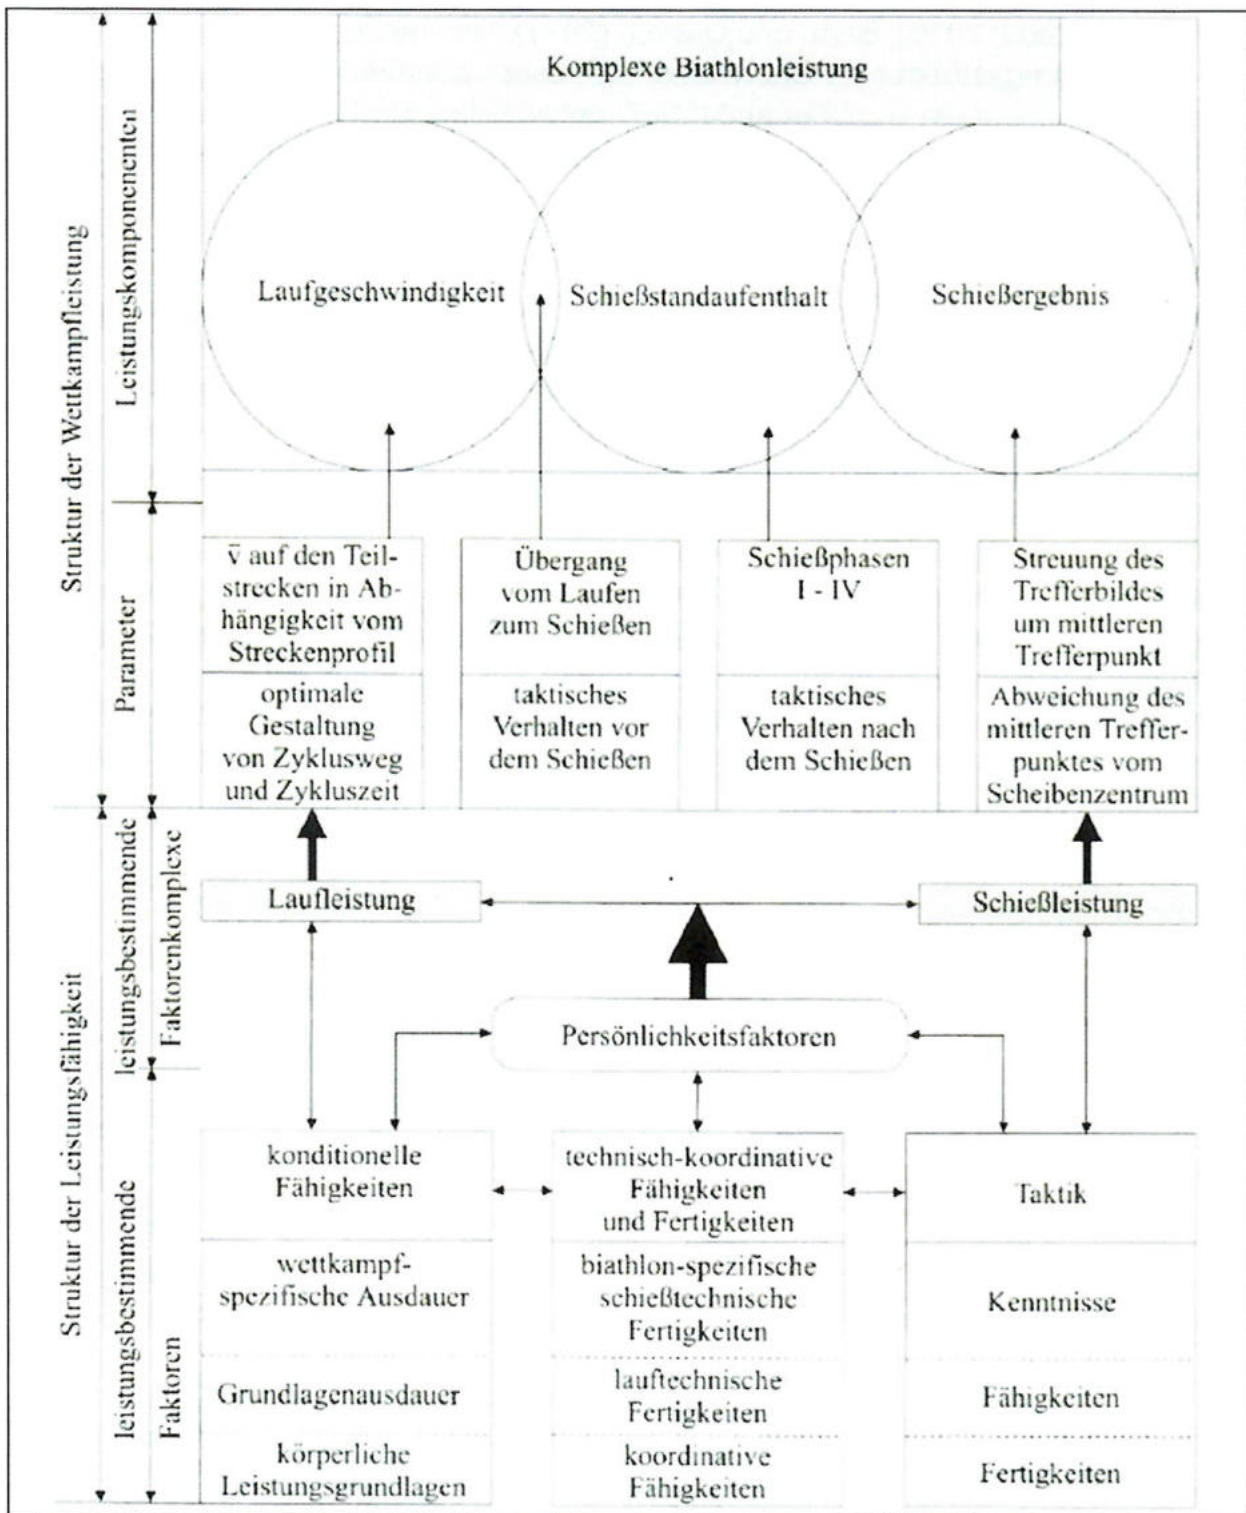 Komplexe Biathlonleistung
Struktur der Wettkampfleistung
Leistungskomponenten
Laufgeschwindigkeit
Schießstandaufenthalt
Schießergebnis
Parameter
v̄ auf den Teil-
strecken in Ab-
hängigkeit vom
Streckenprofil
Übergang
vom Laufen
zum Schießen
Schießphasen
I - IV
Streuung des
Trefferbildes
um mittleren
Trefferpunkt
optimale
Gestaltung
von Zyklusweg
und Zykluszeit
taktisches
Verhalten vor
dem Schießen
taktisches
Verhalten nach
dem Schießen
Abweichung des
mittleren Treffer-
punktes vom
Scheibenzentrum
Struktur der Leistungsfähigkeit
leistungsbestimmende
Faktorenkomplexe
Laufleistung
Schießleistung
Persönlichkeitsfaktoren
leistungsbestimmende
Faktoren
konditionelle
Fähigkeiten
technisch-koordinative
Fähigkeiten
und Fertigkeiten
Taktik
wettkampf-
spezifische Ausdauer
biathlon-spezifische
schießtechnische
Fertigkeiten
Kenntnisse
Grundlagenausdauer
lauftechnische
Fertigkeiten
Fähigkeiten
körperliche
Leistungsgrundlagen
koordinative
Fähigkeiten
Fertigkeiten